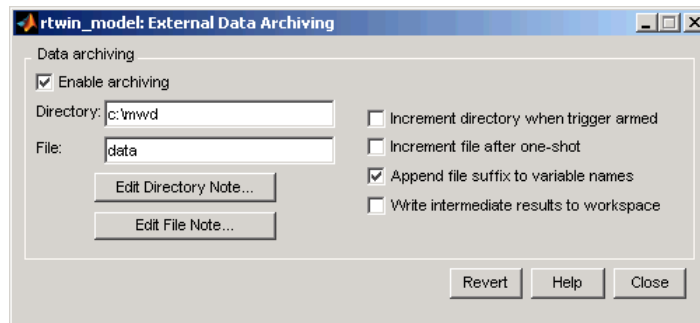 rtwin_model: External Data Archiving
Data archiving
Enable archiving
Directory: c:\mwd
File: data
Edit Directory Note...
Edit File Note...
Increment directory when trigger armed
Increment file after one-shot
Append file suffix to variable names
Write intermediate results to workspace
Revert Help Close